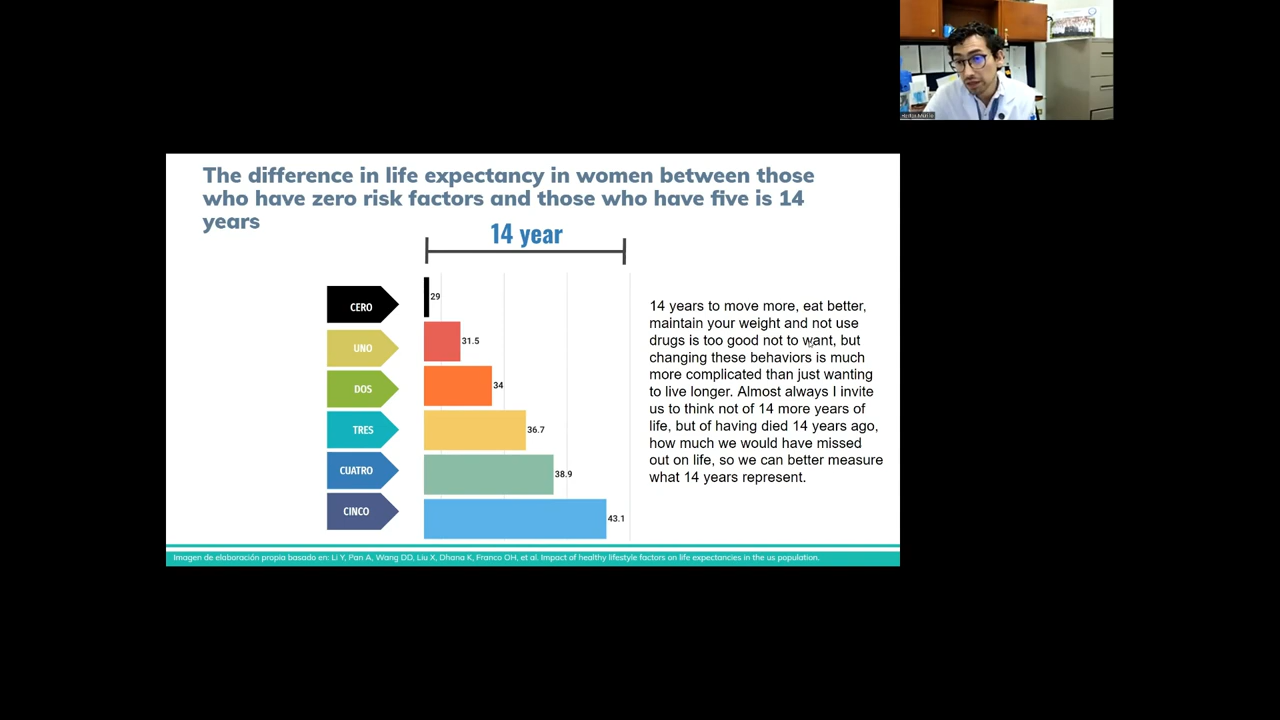 The difference in life expectancy in women between those
who have zero risk factors and those who have five is 14
years
14 year
CERO
29
UNO
31.5
DOS
34
TRES
36.7
CUATRO
38.9
CINCO
43.1
14 years to move more, eat better,
maintain your weight and not use
drugs is too good not to want, but
changing these behaviors is much
more complicated than just wanting
to live longer. Almost always I invite
us to think not of 14 more years of
life, but of having died 14 years ago,
how much we would have missed
out on life, so we can better measure
what 14 years represent.
Imagen de elaboración propia basado en: Li Y, Pan A, Wang DD, Liu X, Dhana K, Franco OH, et al. Impact of healthy lifestyle factors on life expectancies in the us population.